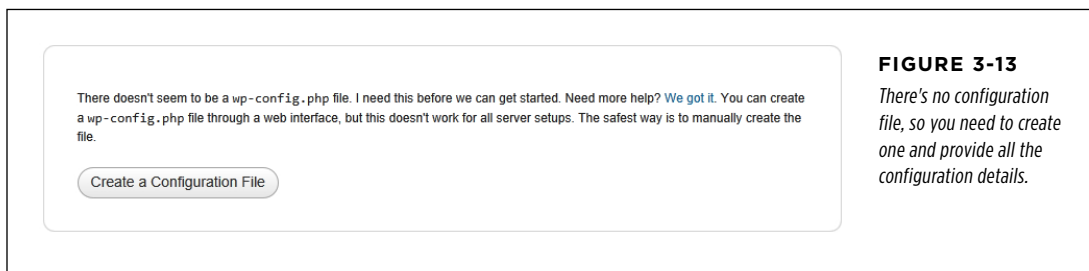 There doesn't seem to be a wp-config.php file. I need this before we can get started. Need more help? We got it. You can create
a wp-config.php file through a web interface, but this doesn't work for all server setups. The safest way is to manually create the
file.
Create a Configuration File
FIGURE 3-13
There's no configuration
file, so you need to create
one and provide all the
configuration details.